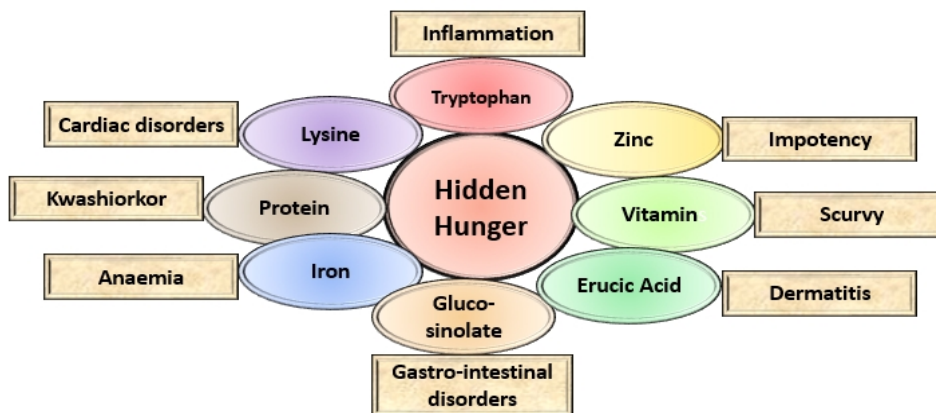 Inflammation
Tryptophan
Cardiac disorders
Lysine
Zinc
Impotency
Kwashiorkor
Protein
Hidden
Hunger
Vitamin
Scurvy
Anaemia
Iron
Erucic Acid
Dermatitis
Gluco-
sinolate
Gastro-intestinal
disorders